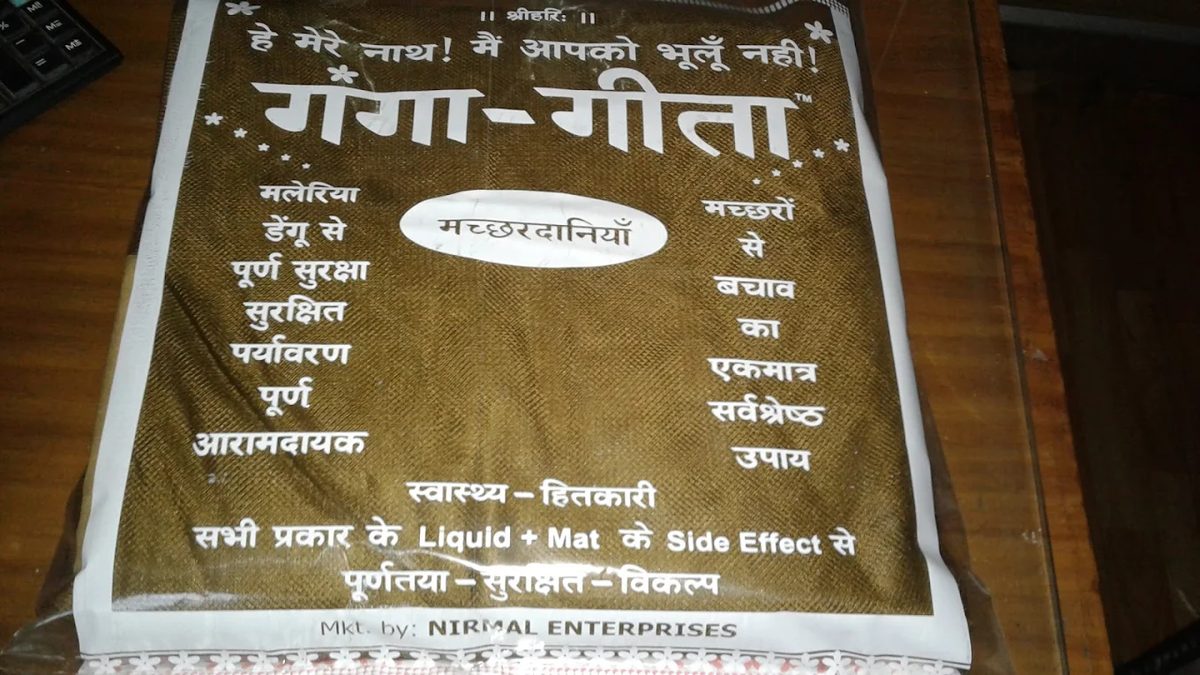 ।। श्रीहरिः ।।
हे मेरे नाथ! मैं आपको भूलूँ नही!
गंगा-गीता™
मच्छरदानियाँ
मलेरिया
डेंगू से
पूर्ण सुरक्षा
सुरक्षित
पर्यावरण
पूर्ण
आरामदायक
मच्छरों
से
बचाव
का
एकमात्र
सर्वश्रेष्ठ
उपाय
स्वास्थ्य – हितकारी
सभी प्रकार के Liquid + Mat के Side Effect से
पूर्णतया – सुरक्षित – विकल्प
Mkt. by: NIRMAL ENTERPRISES